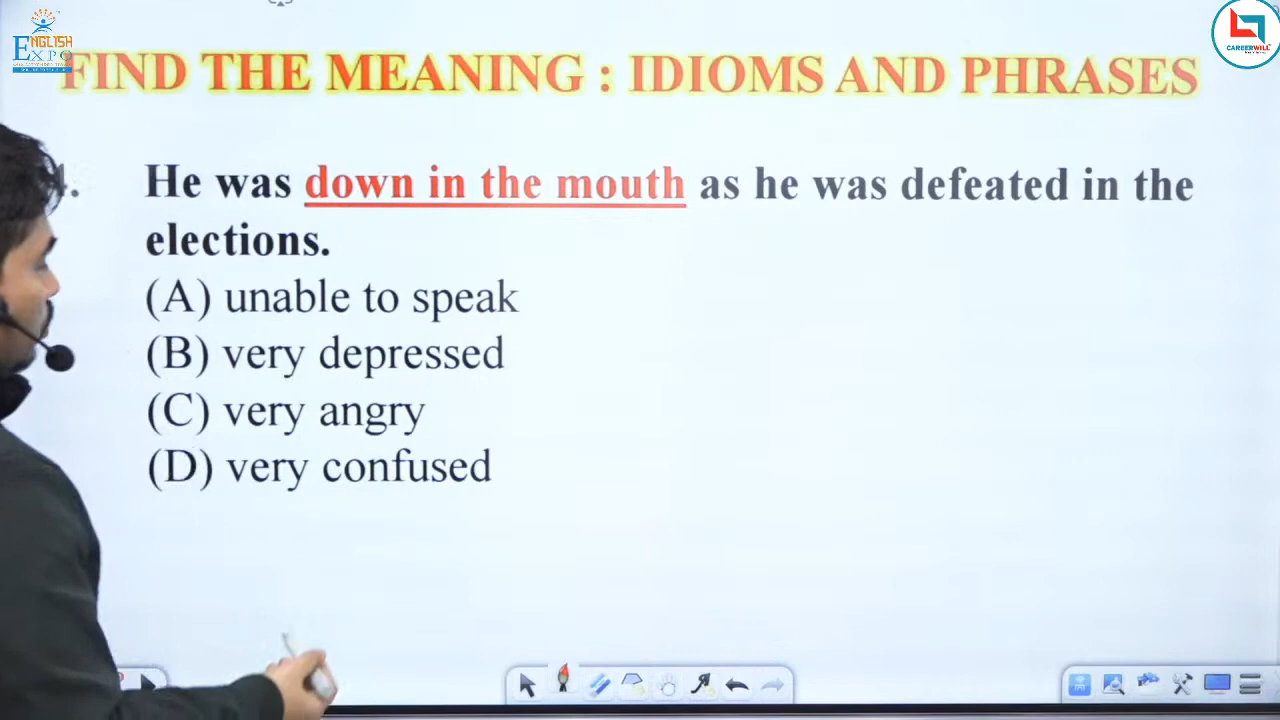 ENGLISH
EXPO
CAREERWILL
FIND THE MEANING : IDIOMS AND PHRASES
4. He was down in the mouth as he was defeated in the
elections.
(A) unable to speak
(B) very depressed
(C) very angry
(D) very confused